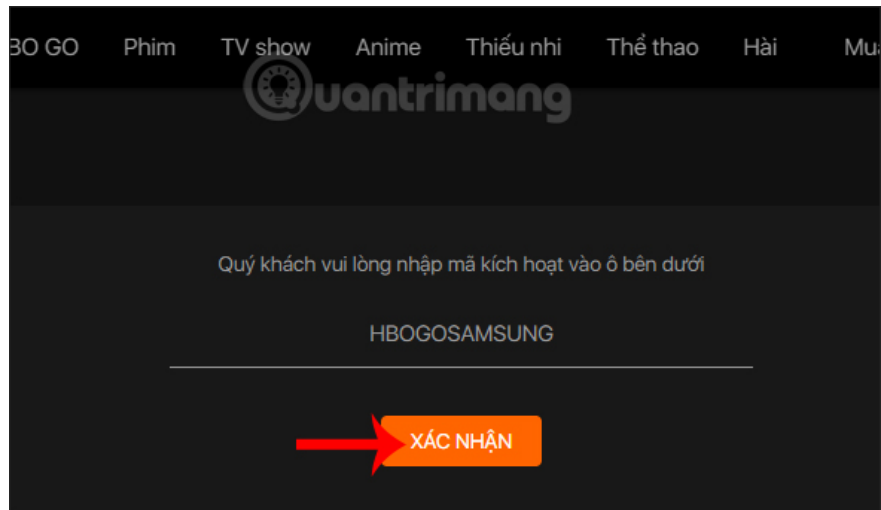 BO GO Phim TV show Anime Thiếu nhi Thể thao Hài Mua
Quantrimang
Quý khách vui lòng nhập mã kích hoạt vào ô bên dưới
HBOGOSAMSUNG
XÁC NHẬN